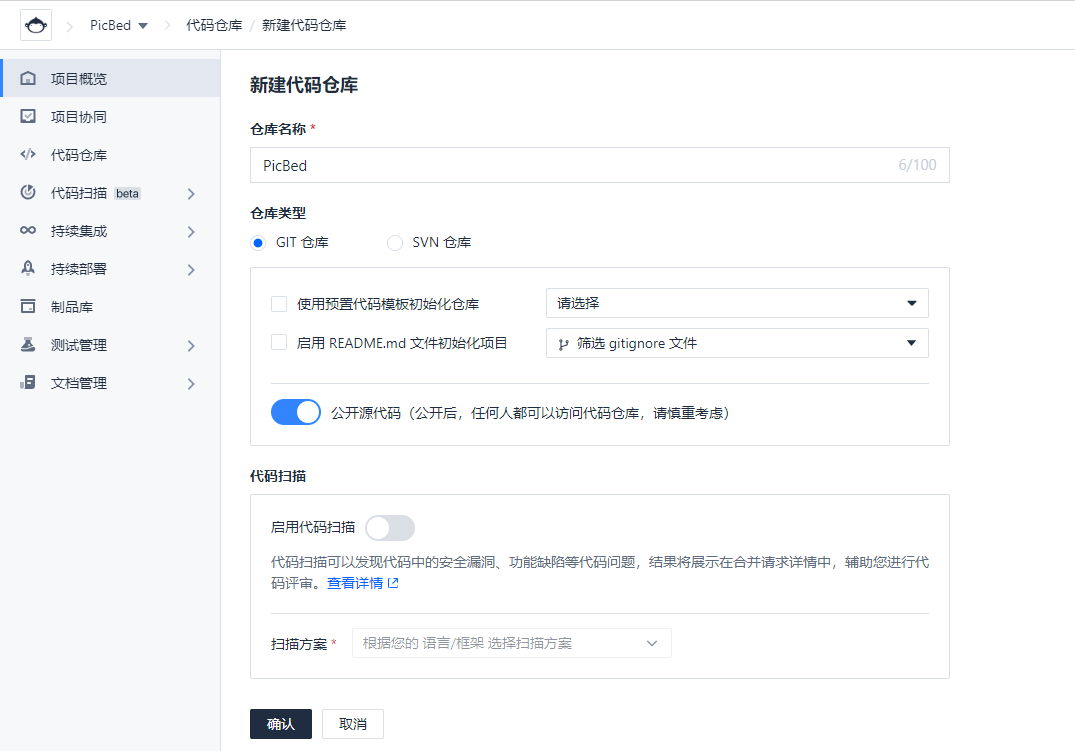 PicBed 代码仓库 / 新建代码仓库
项目概览
项目协同
代码仓库
代码扫描 beta
持续集成
持续部署
制品库
测试管理
文档管理
新建代码仓库
仓库名称 *
PicBed 6/100
仓库类型
GIT 仓库 SVN 仓库
使用预置代码模板初始化仓库 请选择
启用 README.md 文件初始化项目 筛选 gitignore 文件
公开源代码（公开后，任何人都可以访问代码仓库，请慎重考虑）
代码扫描
启用代码扫描
代码扫描可以发现代码中的安全漏洞、功能缺陷等代码问题，结果将展示在合并请求详情中，辅助您进行代
码评审。查看详情
扫描方案 * 根据您的 语言/框架 选择扫描方案
确认 取消